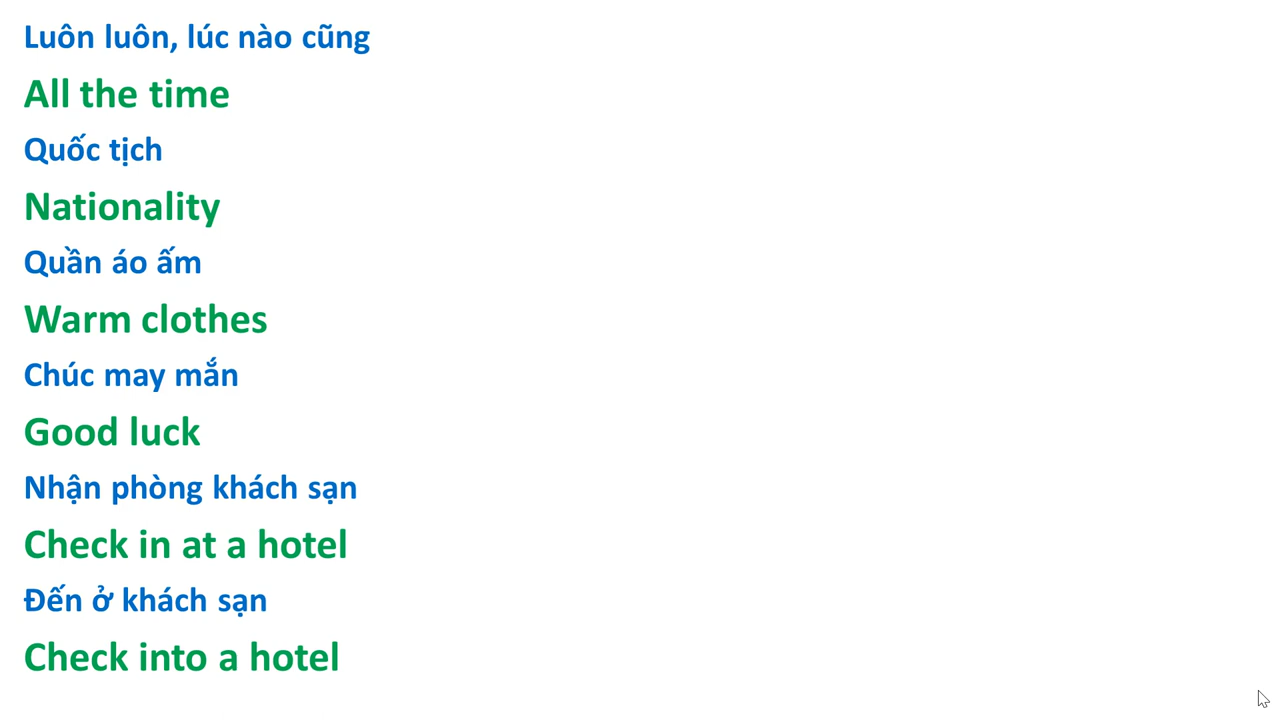 Luôn luôn, lúc nào cũng
All the time
Quốc tịch
Nationality
Quần áo ấm
Warm clothes
Chúc may mắn
Good luck
Nhận phòng khách sạn
Check in at a hotel
Đến ở khách sạn
Check into a hotel